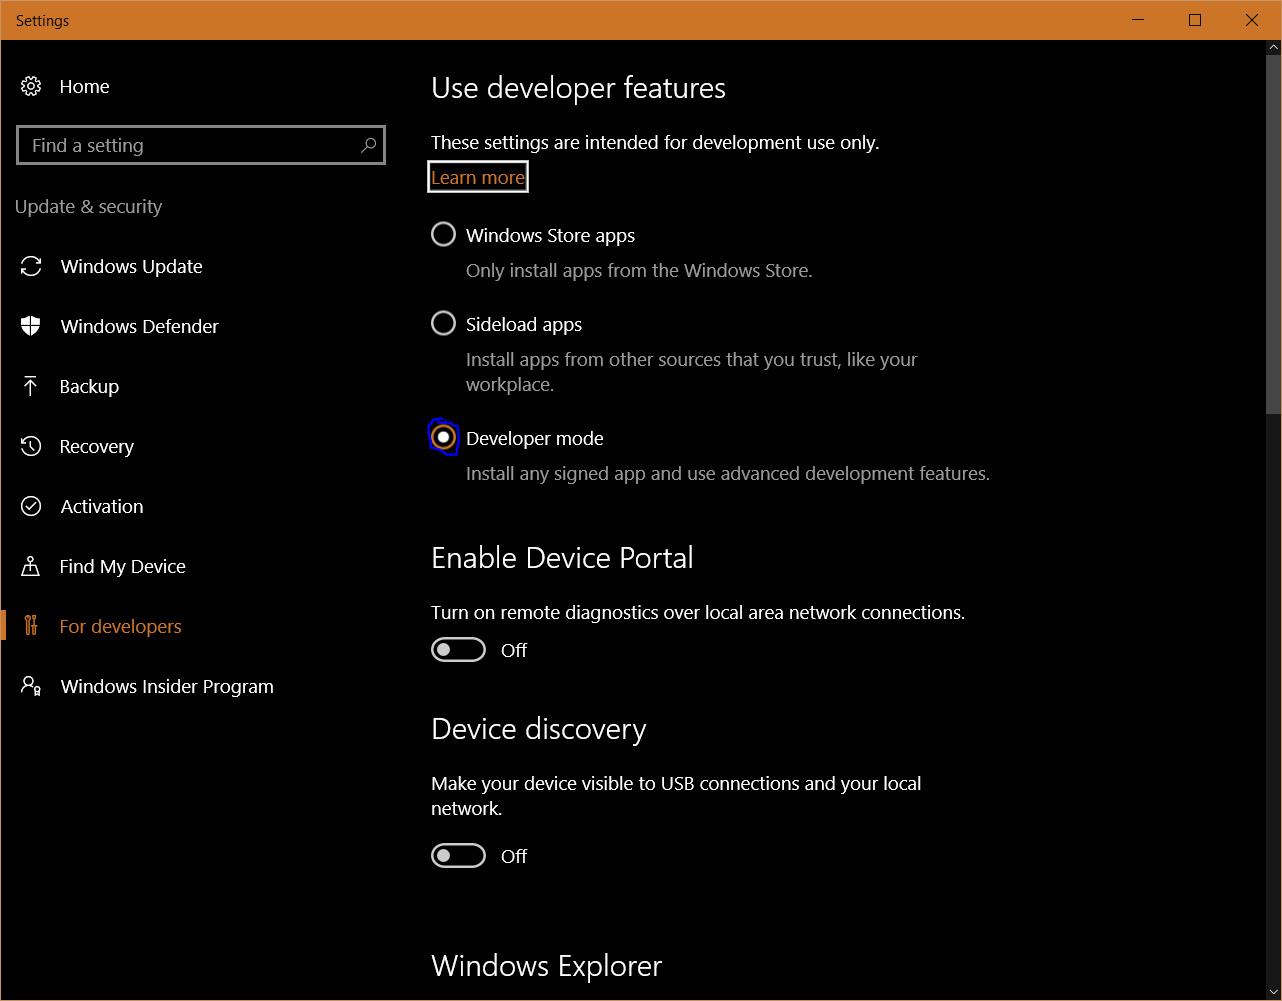 Settings
Home
Find a setting
Update & security
Windows Update
Windows Defender
Backup
Recovery
Activation
Find My Device
For developers
Windows Insider Program
Use developer features
These settings are intended for development use only.
Learn more
Windows Store apps
Only install apps from the Windows Store.
Sideload apps
Install apps from other sources that you trust, like your
workplace.
Developer mode
Install any signed app and use advanced development features.
Enable Device Portal
Turn on remote diagnostics over local area network connections.
Off
Device discovery
Make your device visible to USB connections and your local
network.
Off
Windows Explorer